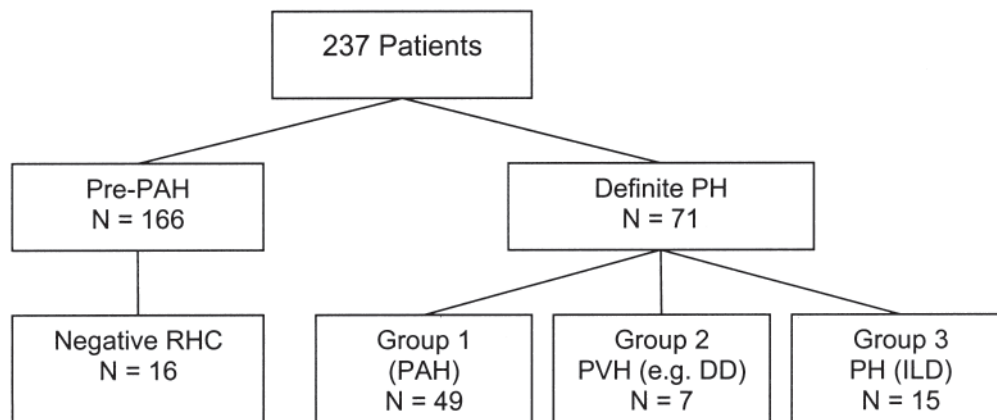 237 Patients
Pre-PAH
N = 166
Definite PH
N = 71
Negative RHC
N = 16
Group 1
(PAH)
N = 49
Group 2
PVH (e.g. DD)
N = 7
Group 3
PH (ILD)
N = 15